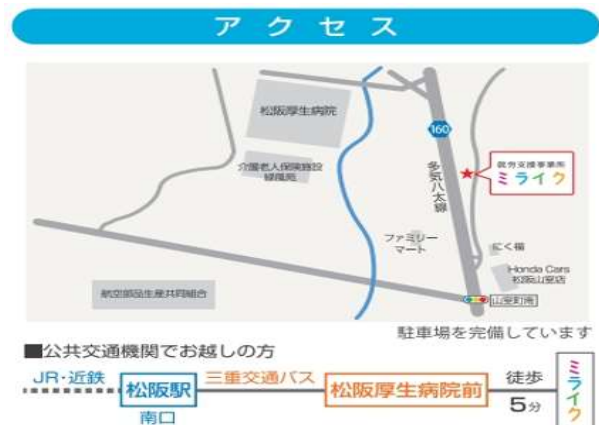 アクセス
松阪厚生病院
160
就労支援事業所
ミライク
介護老人保険施設
緑風苑
多気八太線
ファミリー
マート
にく福
Honda Cars
松阪山室店
航空部品生産共同組合
山室町南
駐車場を完備しています
■公共交通機関でお越しの方
JR・近鉄 松阪駅 三重交通バス 松阪厚生病院前 徒歩 ミライク
南口 5分